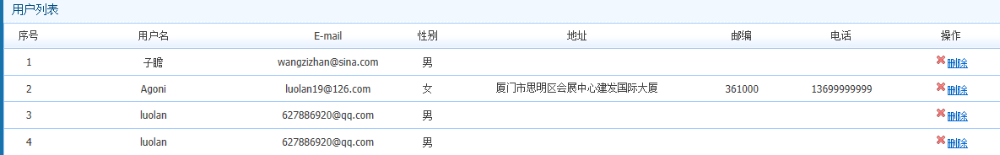 用户列表
序号 用户名 E-mail 性别 地址 邮编 电话 操作
1 子瞻 wangzizhan@sina.com 男 删除
2 Agoni luolan19@126.com 女 厦门市思明区会展中心建发国际大厦 361000 13699999999 删除
3 luolan 627886920@qq.com 男 删除
4 luolan 627886920@qq.com 男 删除